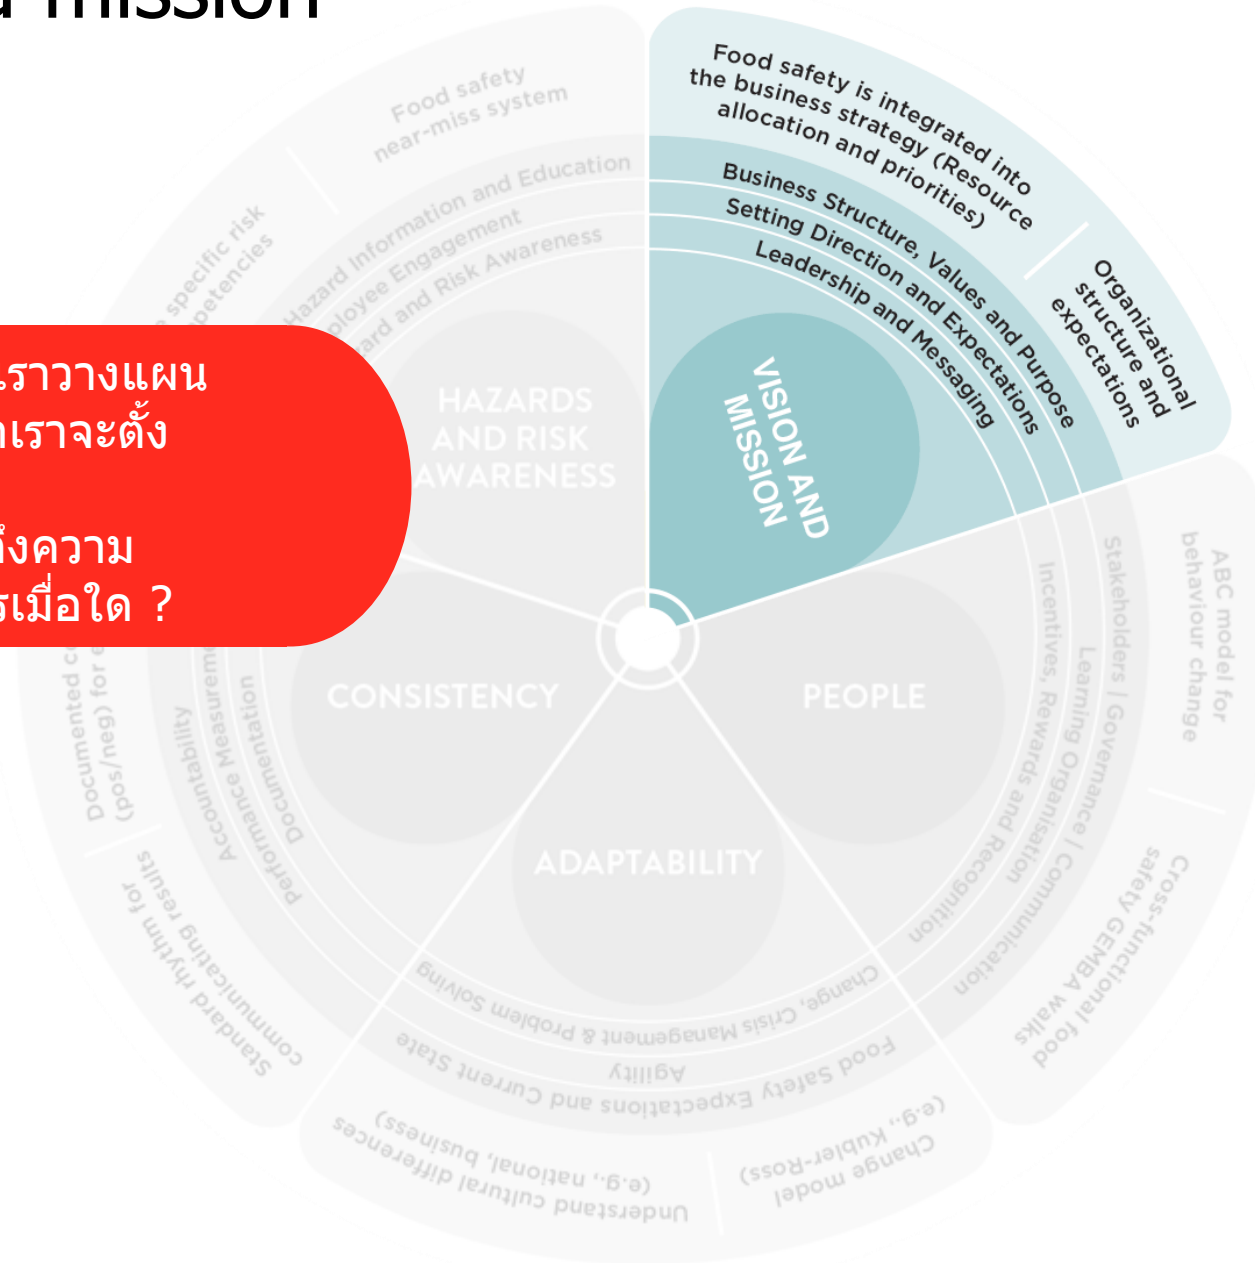 mission
Food safety is integrated into
the business strategy (Resource
allocation and priorities)
Business Structure, Values and Purpose
Setting Direction and Expectations
Leadership and Messaging
VISION AND
MISSION
Organizational
structure and
expectations
Food safety
near-miss system
Hazard Information and Education
Employee Engagement
and Risk Awareness
specific risk
HAZARDS
AND RISK
AWARENESS
เราวางแผน
เราจะตั้ง
ถึงความ
เมื่อใด ?
ABC model for
behaviour change
Stakeholders | Governance | Communication
Learning Organisation
Incentives, Rewards and Recognition
PEOPLE
Cross-functional food
safety GEMBA walks
CONSISTENCY
Documented
(pos/neg) for
Accountability
Performance Measurement
Documentation
Standard rhythm for
communicating results
ADAPTABILITY
Change, Crisis Management & Problem Solving
Agility
Food Safety Expectations and Current State
Change model
(e.g., Kubler-Ross)
Understand cultural differences
(e.g., national, business)